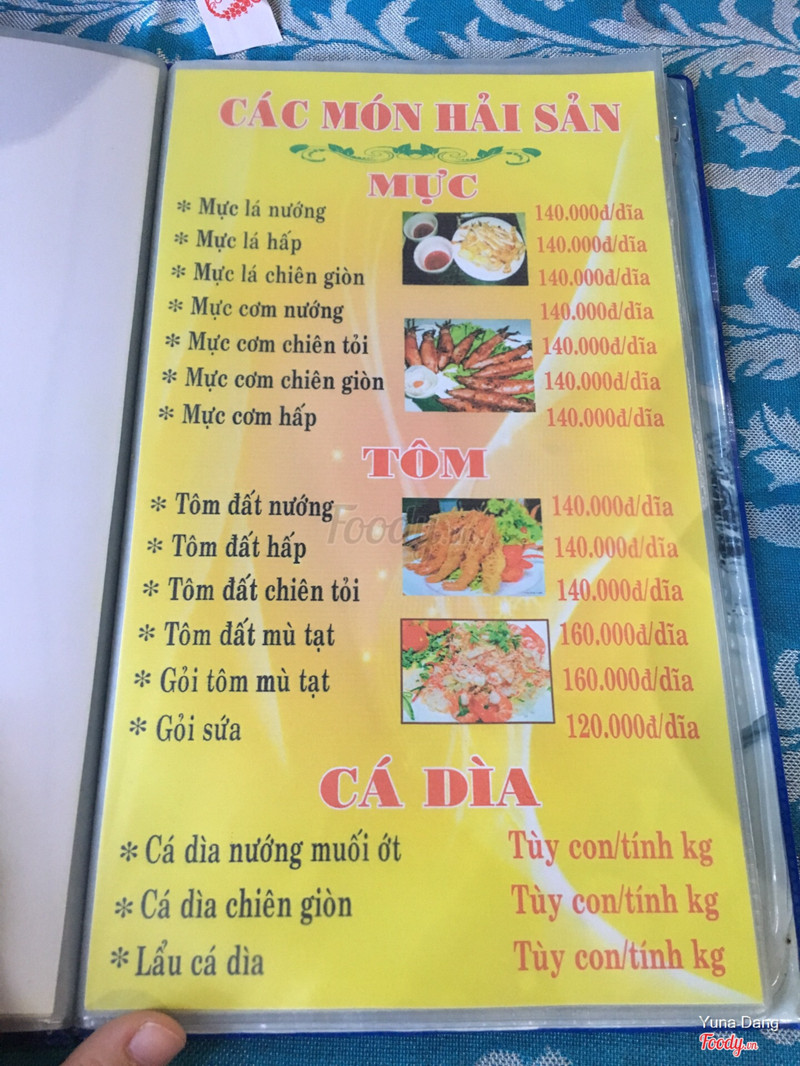 CÁC MÓN HẢI SẢN
MỰC
* Mực lá nướng 140.000đ/dĩa
* Mực lá hấp 140.000đ/dĩa
* Mực lá chiên giòn 140.000đ/dĩa
* Mực cơm nướng 140.000đ/dĩa
* Mực cơm chiên tỏi 140.000đ/dĩa
* Mực cơm chiên giòn 140.000đ/dĩa
* Mực cơm hấp 140.000đ/dĩa
TÔM
* Tôm đất nướng 140.000đ/dĩa
* Tôm đất hấp 140.000đ/dĩa
* Tôm đất chiên tỏi 140.000đ/dĩa
* Tôm đất mù tạt 160.000đ/dĩa
* Gỏi tôm mù tạt 160.000đ/dĩa
* Gỏi sứa 120.000đ/dĩa
CÁ DÌA
* Cá dìa nướng muối ớt Tùy con/tính kg
* Cá dìa chiên giòn Tùy con/tính kg
* Lẩu cá dìa Tùy con/tính kg
Foody.vn
Yuna Dang
Foody.vn